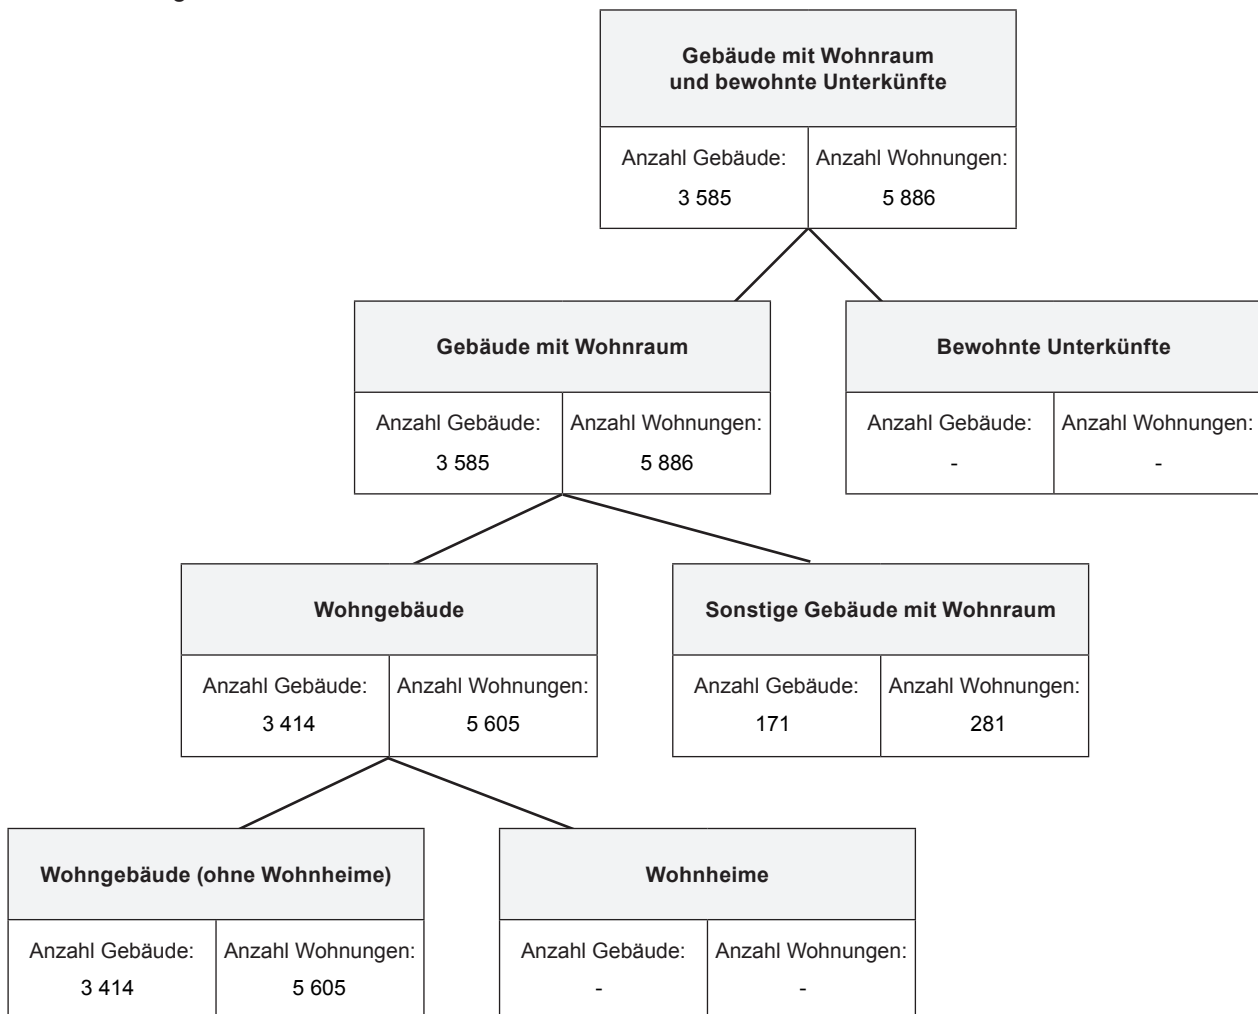 Gebäude mit Wohnraum
und bewohnte Unterkünfte
Anzahl Gebäude: Anzahl Wohnungen:
3 585 5 886
Gebäude mit Wohnraum
Anzahl Gebäude: Anzahl Wohnungen:
3 585 5 886
Bewohnte Unterkünfte
Anzahl Gebäude: Anzahl Wohnungen:
- -
Wohngebäude
Anzahl Gebäude: Anzahl Wohnungen:
3 414 5 605
Sonstige Gebäude mit Wohnraum
Anzahl Gebäude: Anzahl Wohnungen:
171 281
Wohngebäude (ohne Wohnheime)
Anzahl Gebäude: Anzahl Wohnungen:
3 414 5 605
Wohnheime
Anzahl Gebäude: Anzahl Wohnungen:
- -